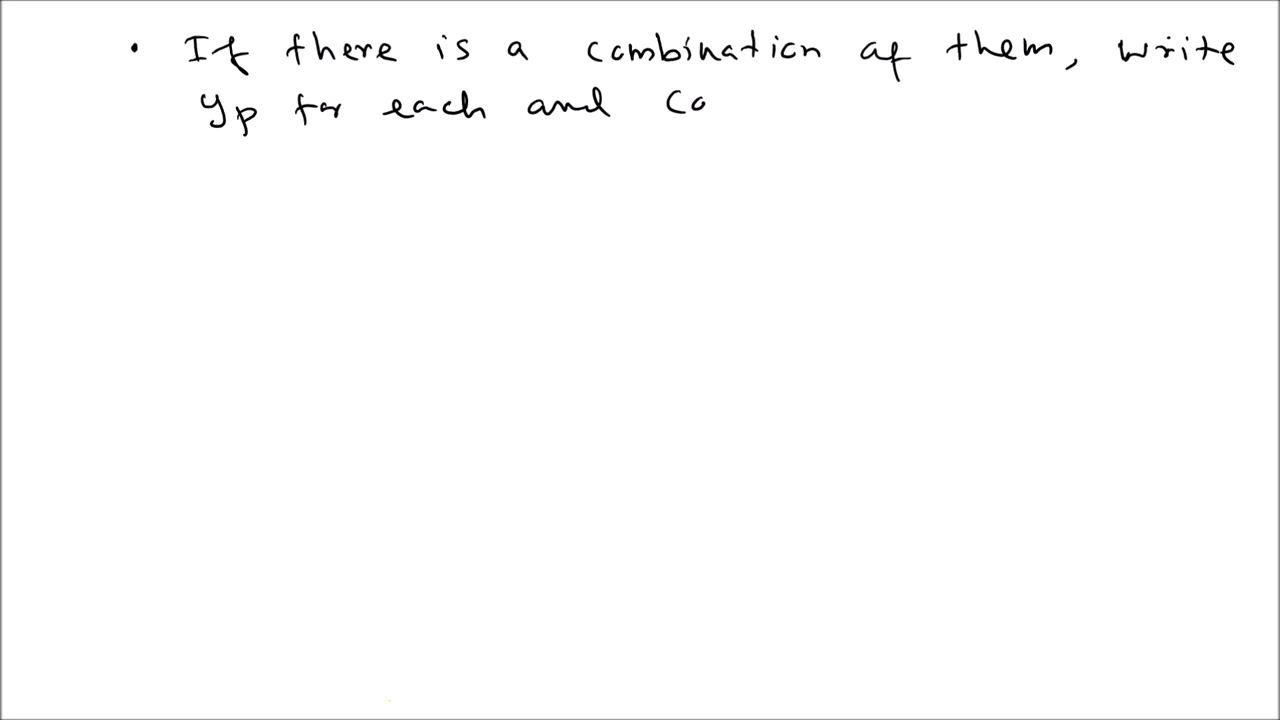 • If there is a combination of them, write
yp for each and co